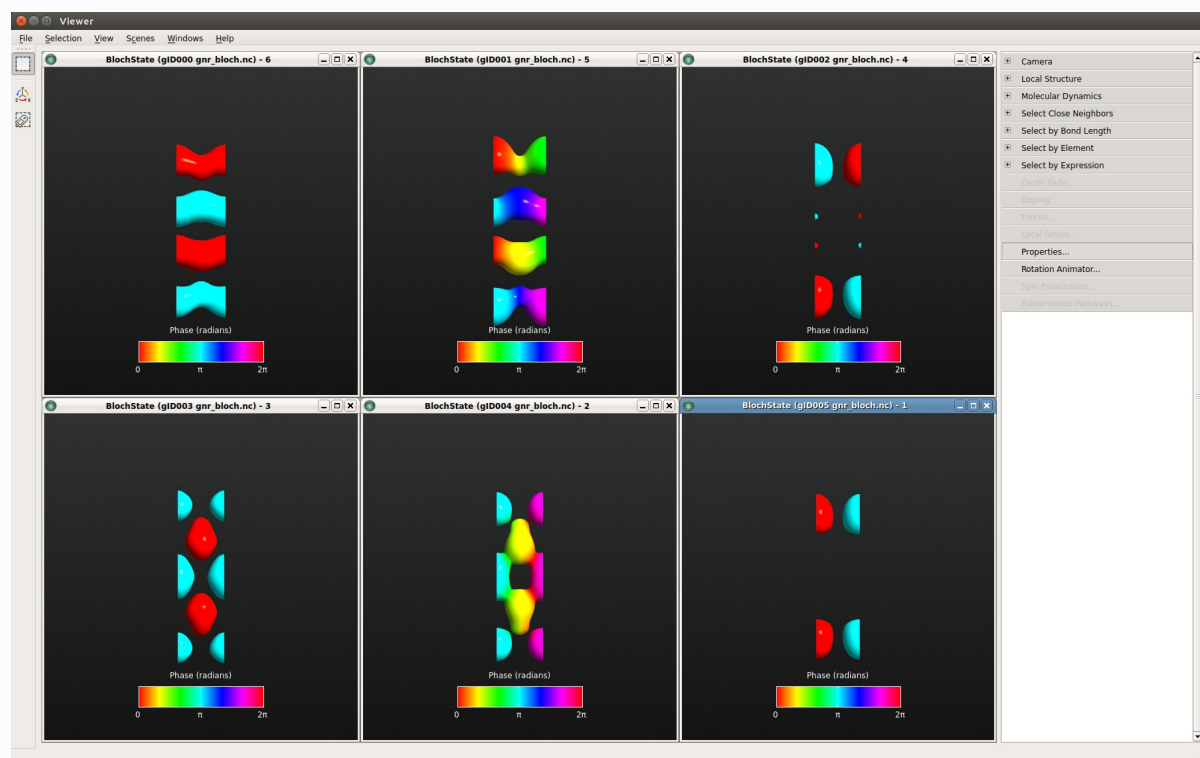 Viewer
File Selection View Scenes Windows Help
BlochState (gID000 gnr_bloch.nc) - 6
BlochState (gID001 gnr_bloch.nc) - 5
BlochState (gID002 gnr_bloch.nc) - 4
Phase (radians)
0 π 2π
Phase (radians)
0 π 2π
Phase (radians)
0 π 2π
BlochState (gID003 gnr_bloch.nc) - 3
BlochState (gID004 gnr_bloch.nc) - 2
BlochState (gID005 gnr_bloch.nc) - 1
Phase (radians)
0 π 2π
Phase (radians)
0 π 2π
Phase (radians)
0 π 2π
Camera
Local Structure
Molecular Dynamics
Select Close Neighbors
Select by Bond Length
Select by Element
Select by Expression
Depth Fade...
Doping...
Forces...
Local Stress...
Properties...
Rotation Animator...
Spin Polarization...
Transmission Pathways...